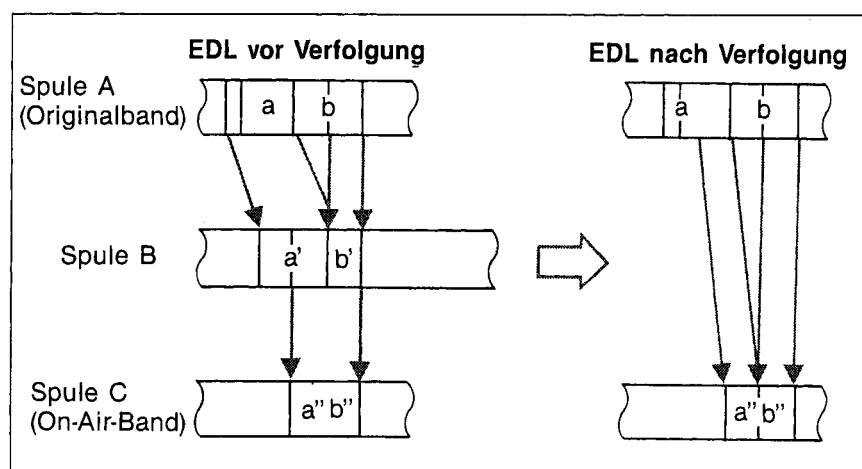 EDL vor Verfolgung
EDL nach Verfolgung
Spule A
(Originalband)
a b
a b
Spule B
a' b'
Spule C
(On-Air-Band)
a" b"
a" b"